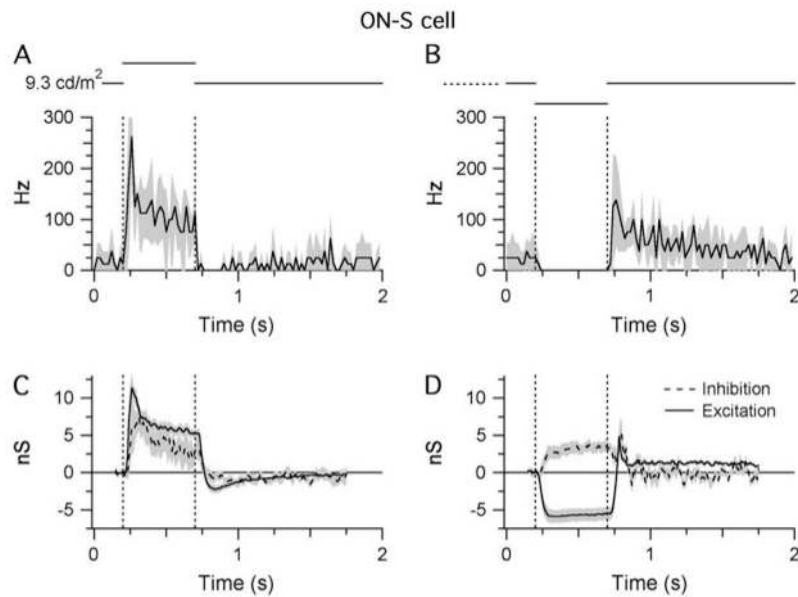 ON-S cell
A
B
9.3 cd/m²
300
200
100
0
Hz
0
1
2
Time (s)
300
200
100
0
Hz
0
1
2
Time (s)
C
D
10
5
0
-5
nS
0
1
2
Time (s)
10
5
0
-5
nS
Inhibition
Excitation
0
1
2
Time (s)